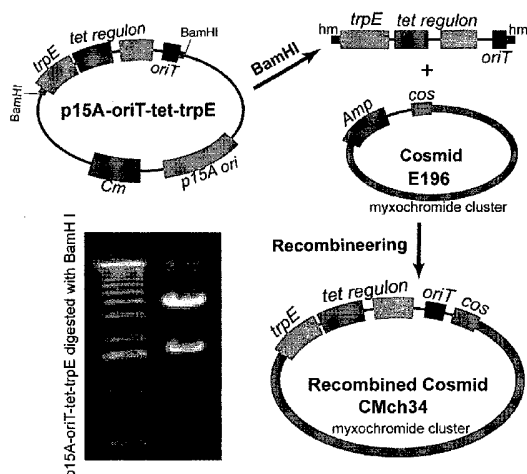 trpE
tet regulon
BamHI
oriT
BamHI
p15A-oriT-tet-trpE
Cm
p15A ori
BamHI
hm
trpE
tet regulon
hm
oriT
+
Amp
cos
Cosmid
E196
myxochromide cluster
Recombineering
p15A-oriT-tet-trpE digested with BamH I
trpE
tet regulon
oriT
cos
Recombined Cosmid
CMch34
myxochromide cluster